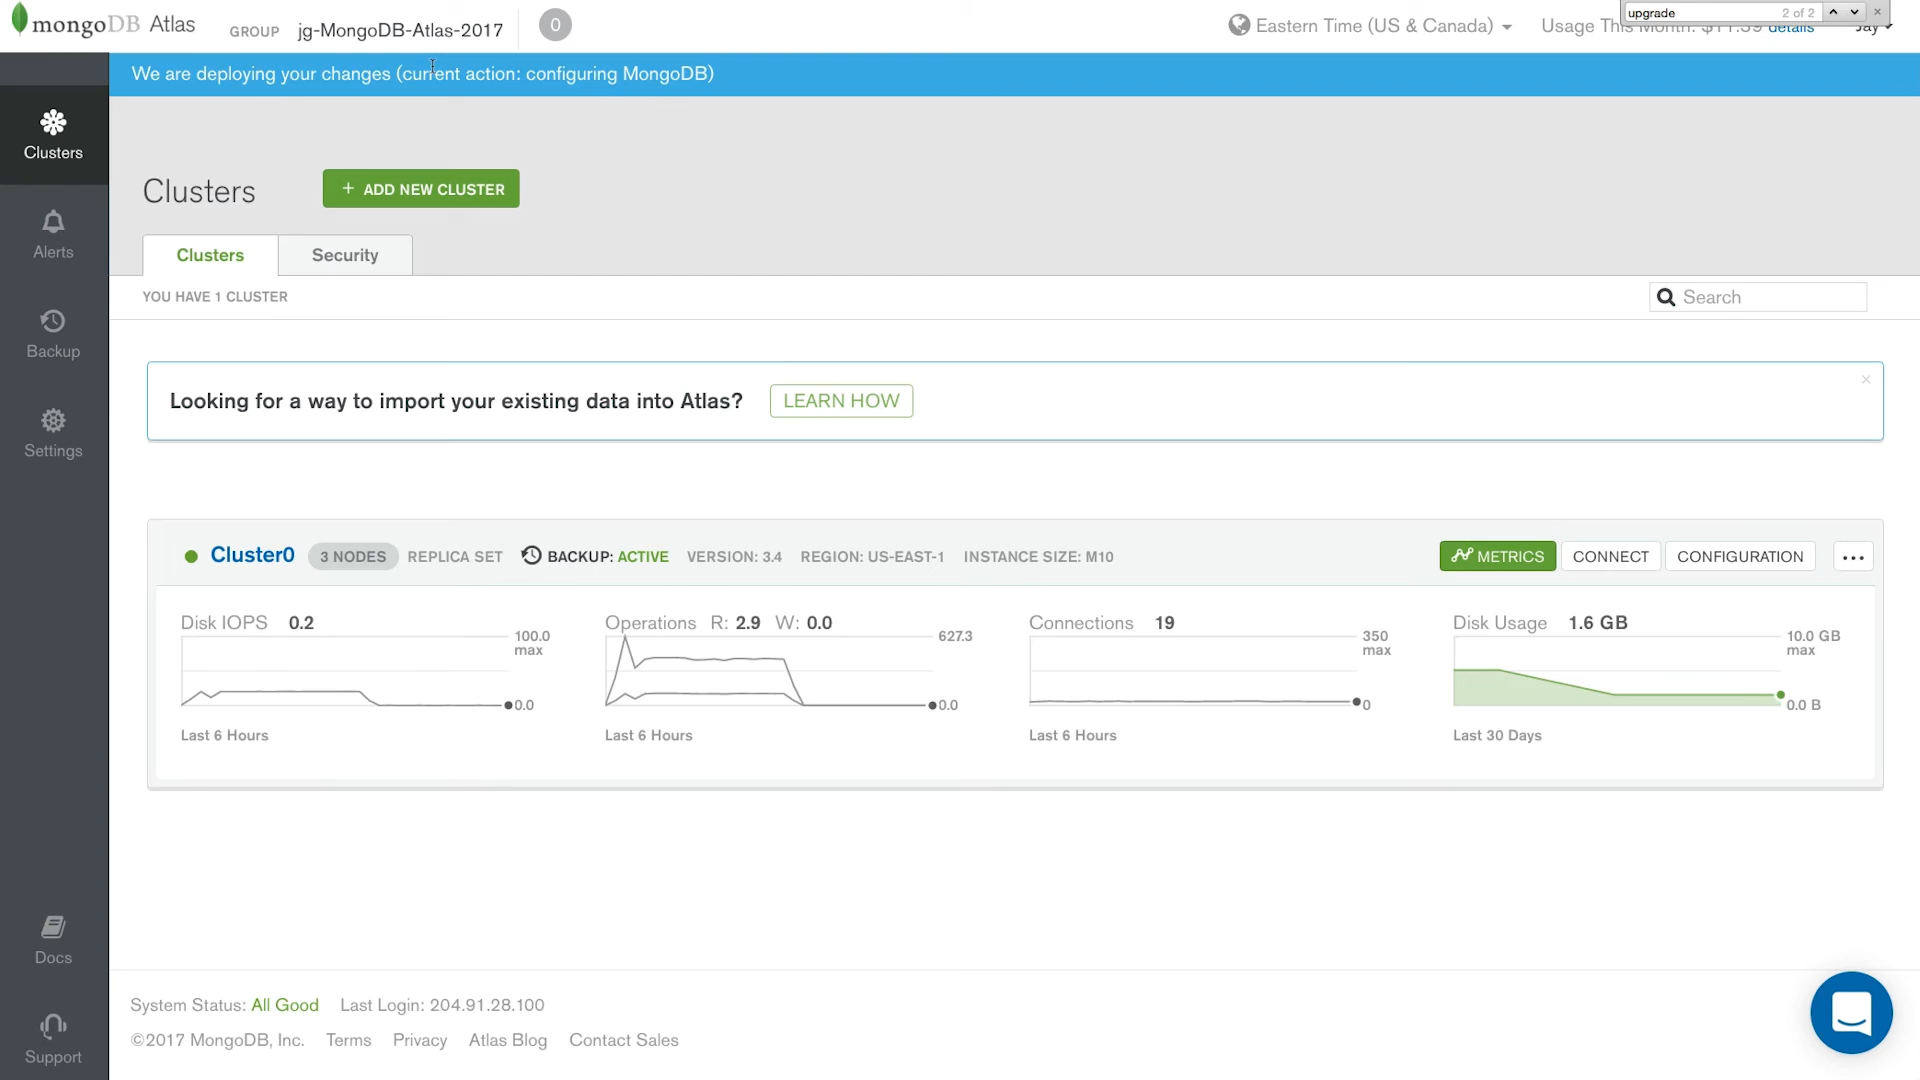 mongoDB Atlas
GROUP jg-MongoDB-Atlas-2017
0
Eastern Time (US & Canada)
Usage This Month: details
Jay
upgrade 2 of 2
We are deploying your changes (current action: configuring MongoDB)
Clusters
Alerts
Backup
Settings
Docs
Support
Clusters
+ ADD NEW CLUSTER
Clusters
Security
YOU HAVE 1 CLUSTER
Search
Looking for a way to import your existing data into Atlas?
LEARN HOW
Cluster0 3 NODES REPLICA SET BACKUP: ACTIVE VERSION: 3.4 REGION: US-EAST-1 INSTANCE SIZE: M10
METRICS
CONNECT
CONFIGURATION
...
Disk IOPS 0.2
100.0
max
0.0
Last 6 Hours
Operations R: 2.9 W: 0.0
627.3
0.0
Last 6 Hours
Connections 19
350
max
0
Last 6 Hours
Disk Usage 1.6 GB
10.0 GB
max
0.0 B
Last 30 Days
System Status: All Good Last Login: 204.91.28.100
©2017 MongoDB, Inc. Terms Privacy Atlas Blog Contact Sales